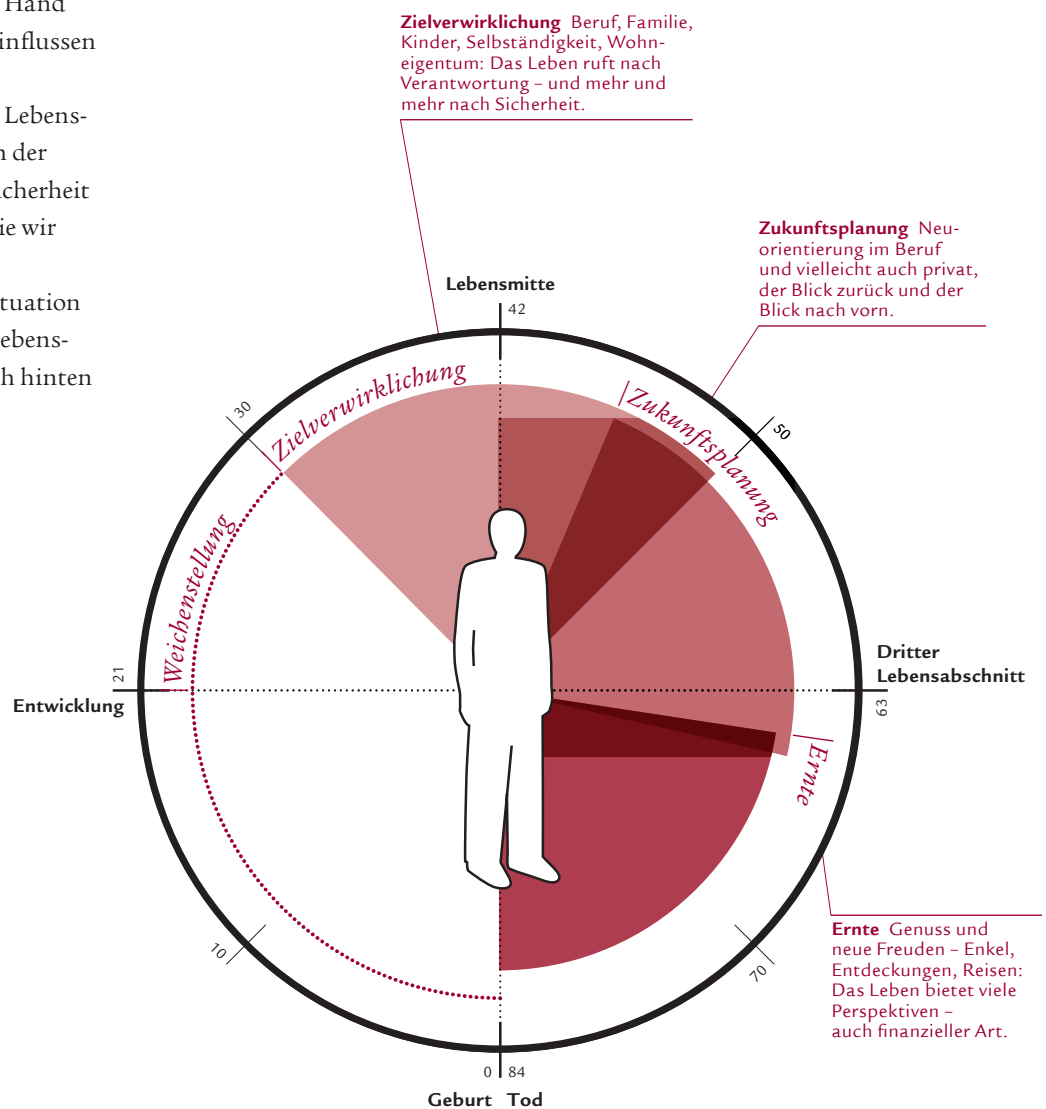 Hand
influssen
Lebens-
n der
icherheit
ie wir
tuation
ebens-
h hinten
Zielverwirklichung Beruf, Familie,
Kinder, Selbständigkeit, Wohn-
eigentum: Das Leben ruft nach
Verantwortung – und mehr und
mehr nach Sicherheit.
Zukunftsplanung Neu-
orientierung im Beruf
und vielleicht auch privat,
der Blick zurück und der
Blick nach vorn.
Lebensmitte
42
30
Zielverwirklichung
Zukunftsplanung
50
Weichenstellung
21
Entwicklung
Dritter
Lebensabschnitt
63
Ernte
10
70
Ernte Genuss und
neue Freuden – Enkel,
Entdeckungen, Reisen:
Das Leben bietet viele
Perspektiven –
auch finanzieller Art.
0 84
Geburt Tod